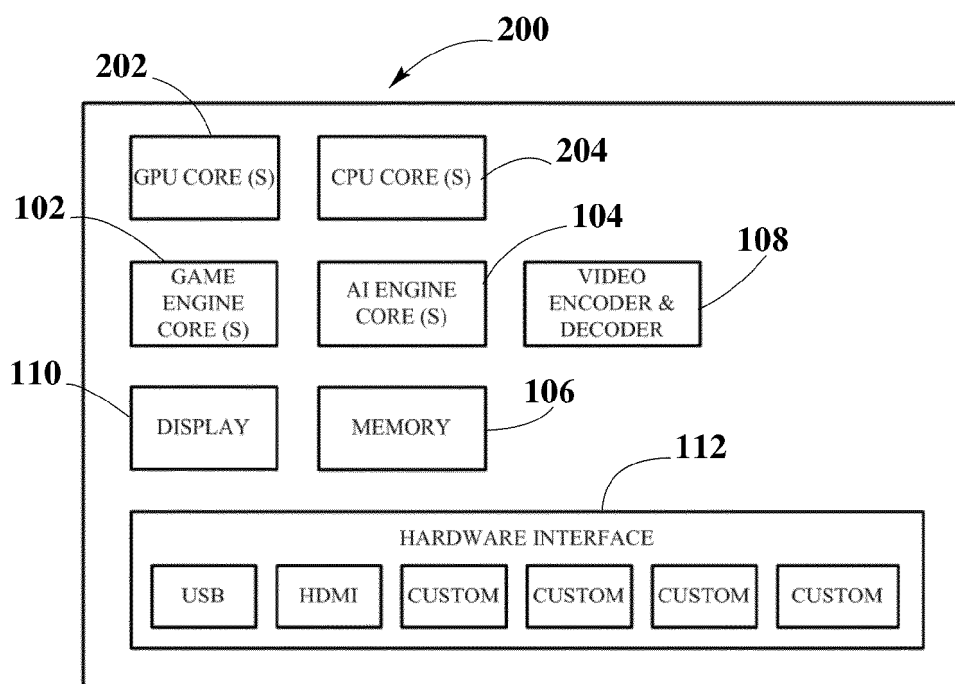 200
202
GPU CORE (S)
CPU CORE (S)
204
102
104
108
GAME
ENGINE
CORE (S)
AI ENGINE
CORE (S)
VIDEO
ENCODER &
DECODER
110
106
DISPLAY
MEMORY
112
HARDWARE INTERFACE
USB
HDMI
CUSTOM
CUSTOM
CUSTOM
CUSTOM